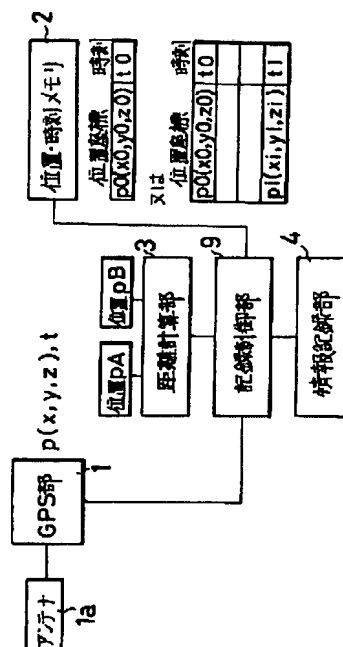 アンテナ
1a
GPS部
1
p(x,y,z),t
位置pA
位置pB
距離計算部
3
記録制御部
9
情報記録部
4
位置・時刻メモリ
2
位置座標 時刻
p0(x0,y0,z0) t0
又は
位置座標 時刻
p0(x0,y0,z0) t0
pi(xi,yi,zi) ti